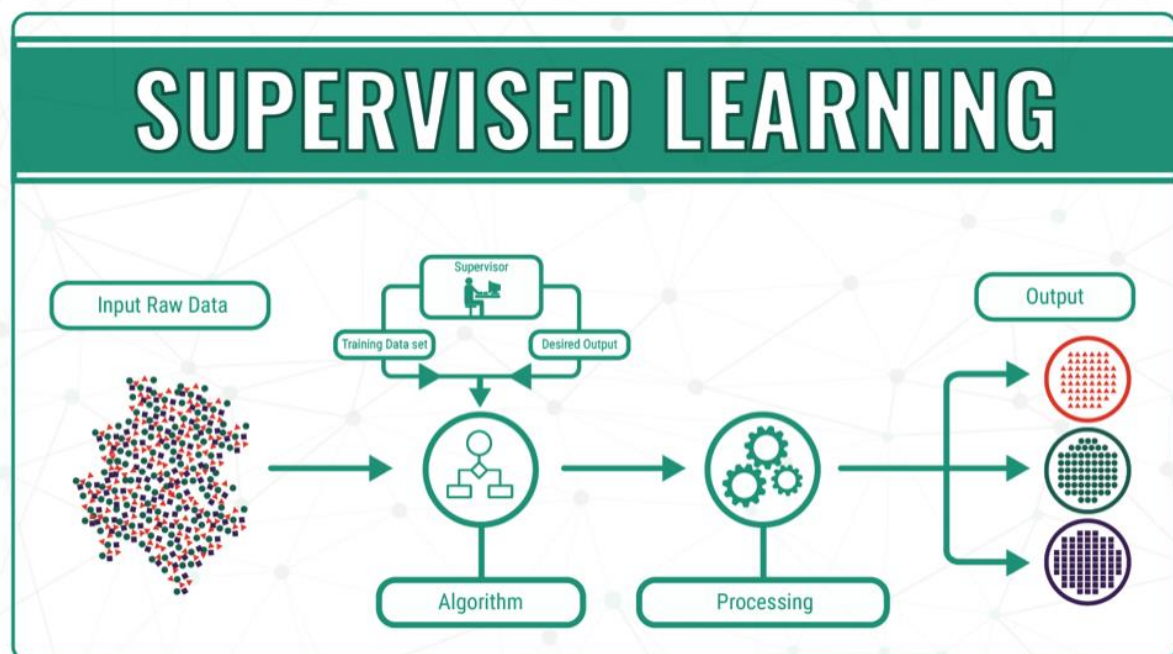 SUPERVISED LEARNING
Input Raw Data
Supervisor
Training Data set
Desired Output
Algorithm
Processing
Output